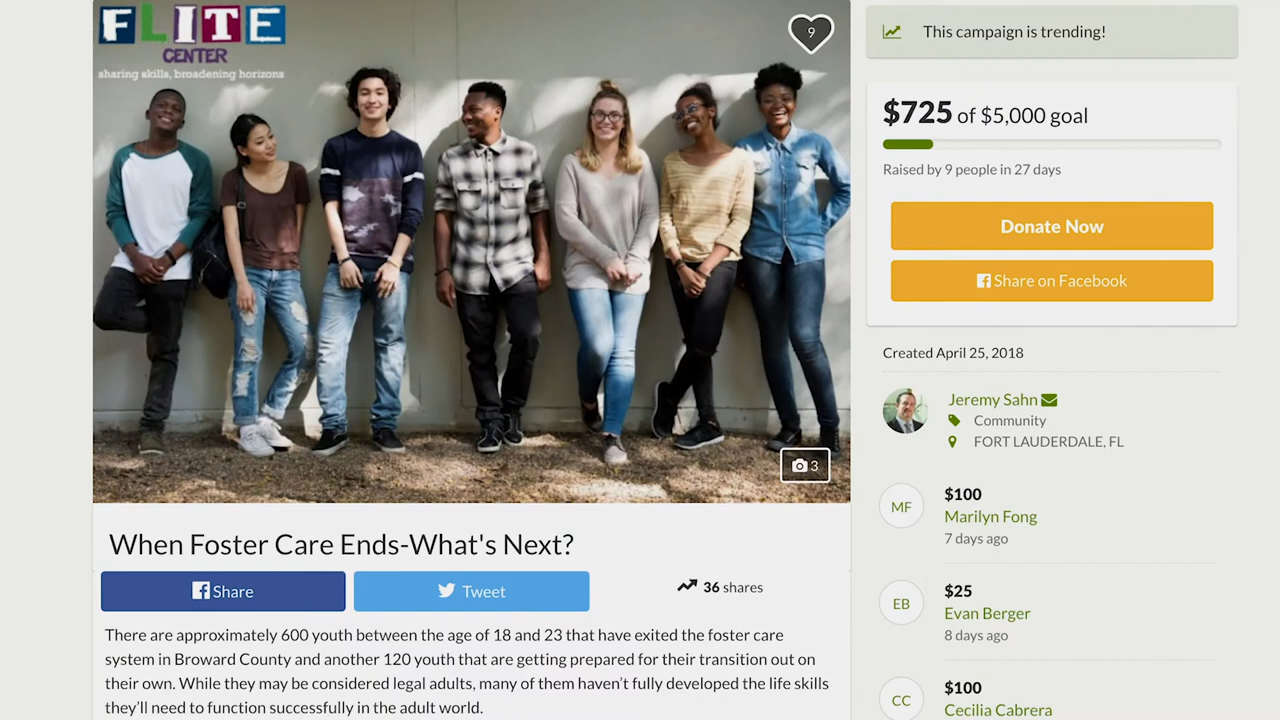 FLITE
CENTER
sharing skills, broadening horizons
9
3
When Foster Care Ends-What's Next?
Share
Tweet
36 shares
There are approximately 600 youth between the age of 18 and 23 that have exited the foster care
system in Broward County and another 120 youth that are getting prepared for their transition out on
their own. While they may be considered legal adults, many of them haven't fully developed the life skills
they'll need to function successfully in the adult world.
This campaign is trending!
$725 of $5,000 goal
Raised by 9 people in 27 days
Donate Now
Share on Facebook
Created April 25, 2018
Jeremy Sahn
Community
FORT LAUDERDALE, FL
MF
$100
Marilyn Fong
7 days ago
EB
$25
Evan Berger
8 days ago
CC
$100
Cecilia Cabrera